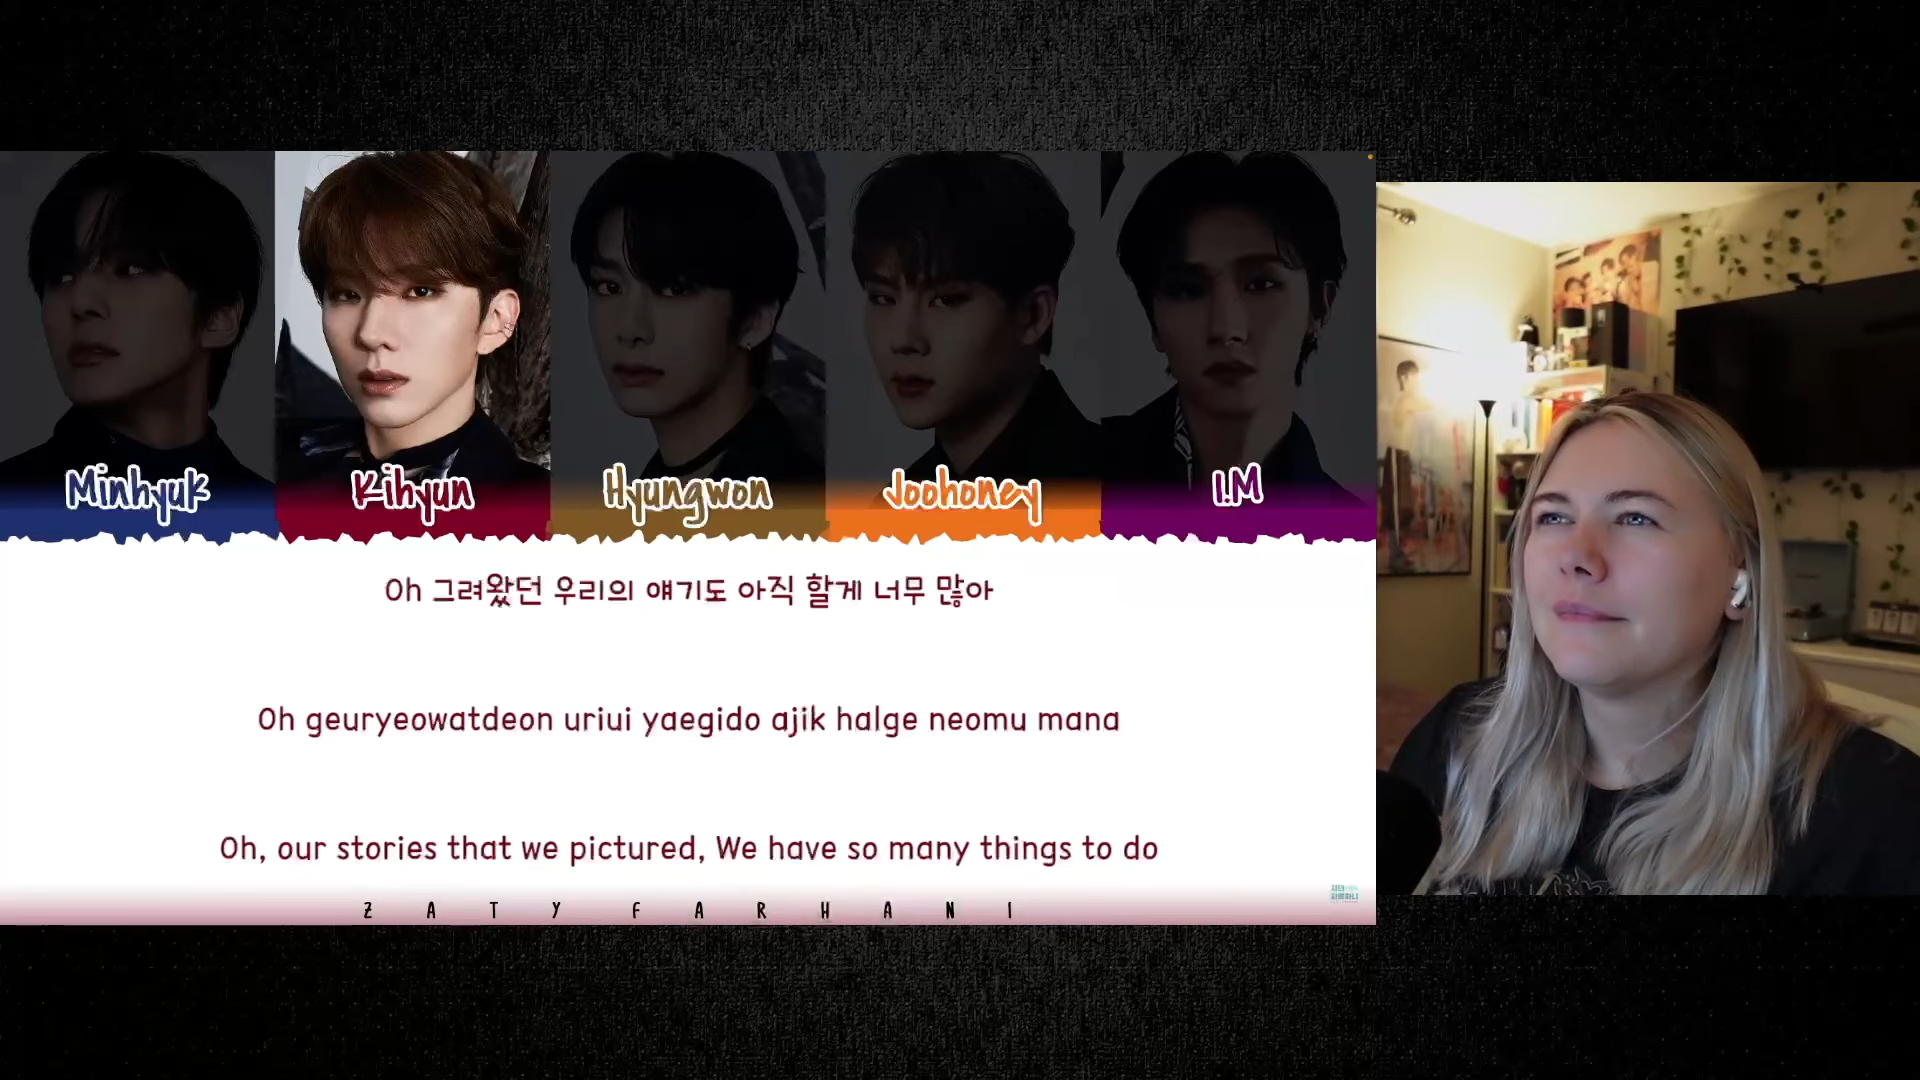 Minhyuk Kihyun Hyungwon Joohoney I.M
Oh 그려왔던 우리의 얘기도 아직 할게 너무 많아
Oh geuryeowatdeon uriui yaegido ajik halge neomu mana
Oh, our stories that we pictured, We have so many things to do
ZATY FARHANI